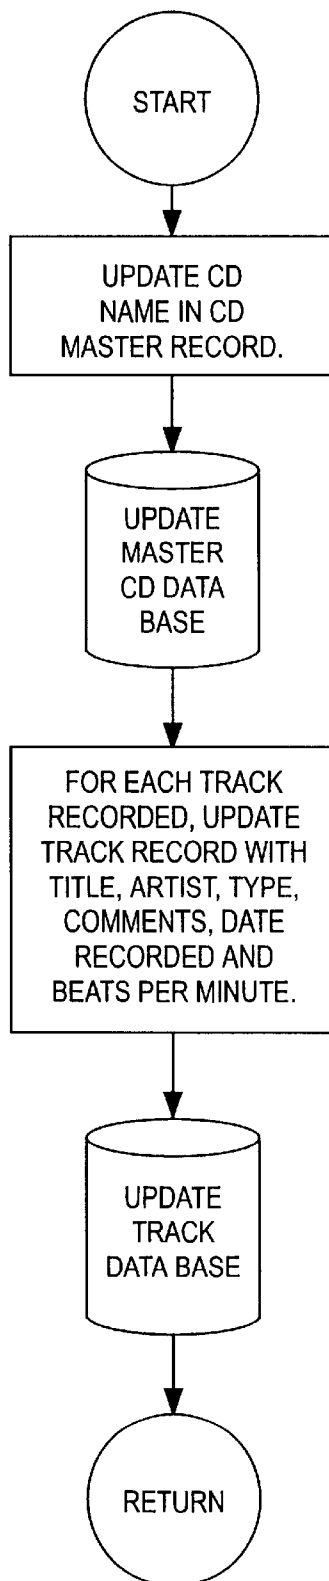 START
UPDATE CD
NAME IN CD
MASTER RECORD.
UPDATE
MASTER
CD DATA
BASE
FOR EACH TRACK
RECORDED, UPDATE
TRACK RECORD WITH
TITLE, ARTIST, TYPE,
COMMENTS, DATE
RECORDED AND
BEATS PER MINUTE.
UPDATE
TRACK
DATA BASE
RETURN